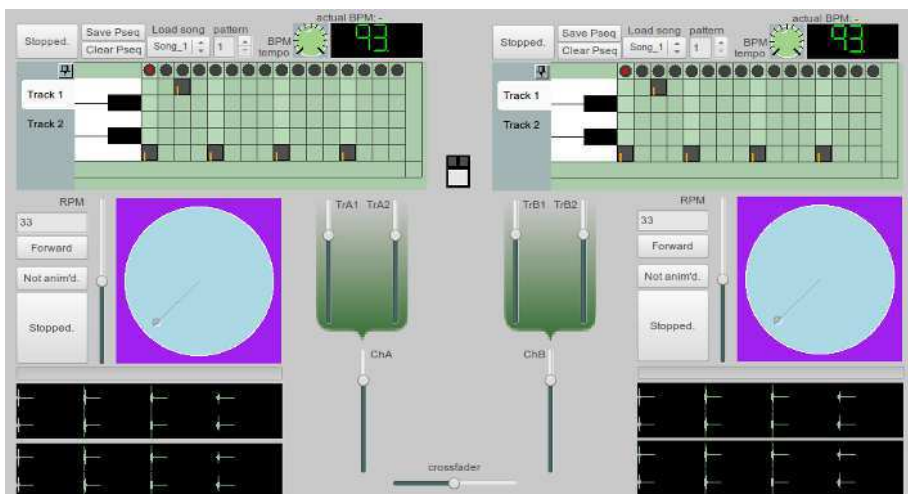 actual BPM: -
Stopped.
Save Pseq
Load song
pattern
Clear Pseq
Song_1
1
BPM
tempo
93
Track 1
Track 2
RPM
33
Forward
Not anim'd.
Stopped.
TrA1 TrA2
ChA
actual BPM: -
Stopped.
Save Pseq
Load song
pattern
Clear Pseq
Song_1
1
BPM
tempo
93
Track 1
Track 2
TrB1 TrB2
ChB
RPM
33
Forward
Not anim'd.
Stopped.
crossfader